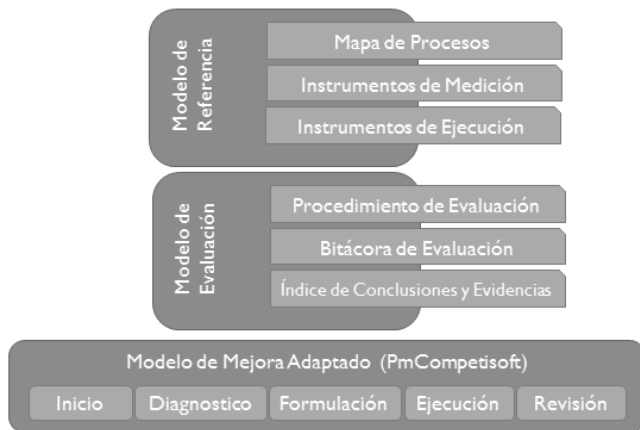 Modelo de
Referencia
Mapa de Procesos
Instrumentos de Medición
Instrumentos de Ejecución
Modelo de
Evaluación
Procedimiento de Evaluación
Bitácora de Evaluación
Índice de Conclusiones y Evidencias
Modelo de Mejora Adaptado (PmCompetisoft)
Inicio
Diagnostico
Formulación
Ejecución
Revisión